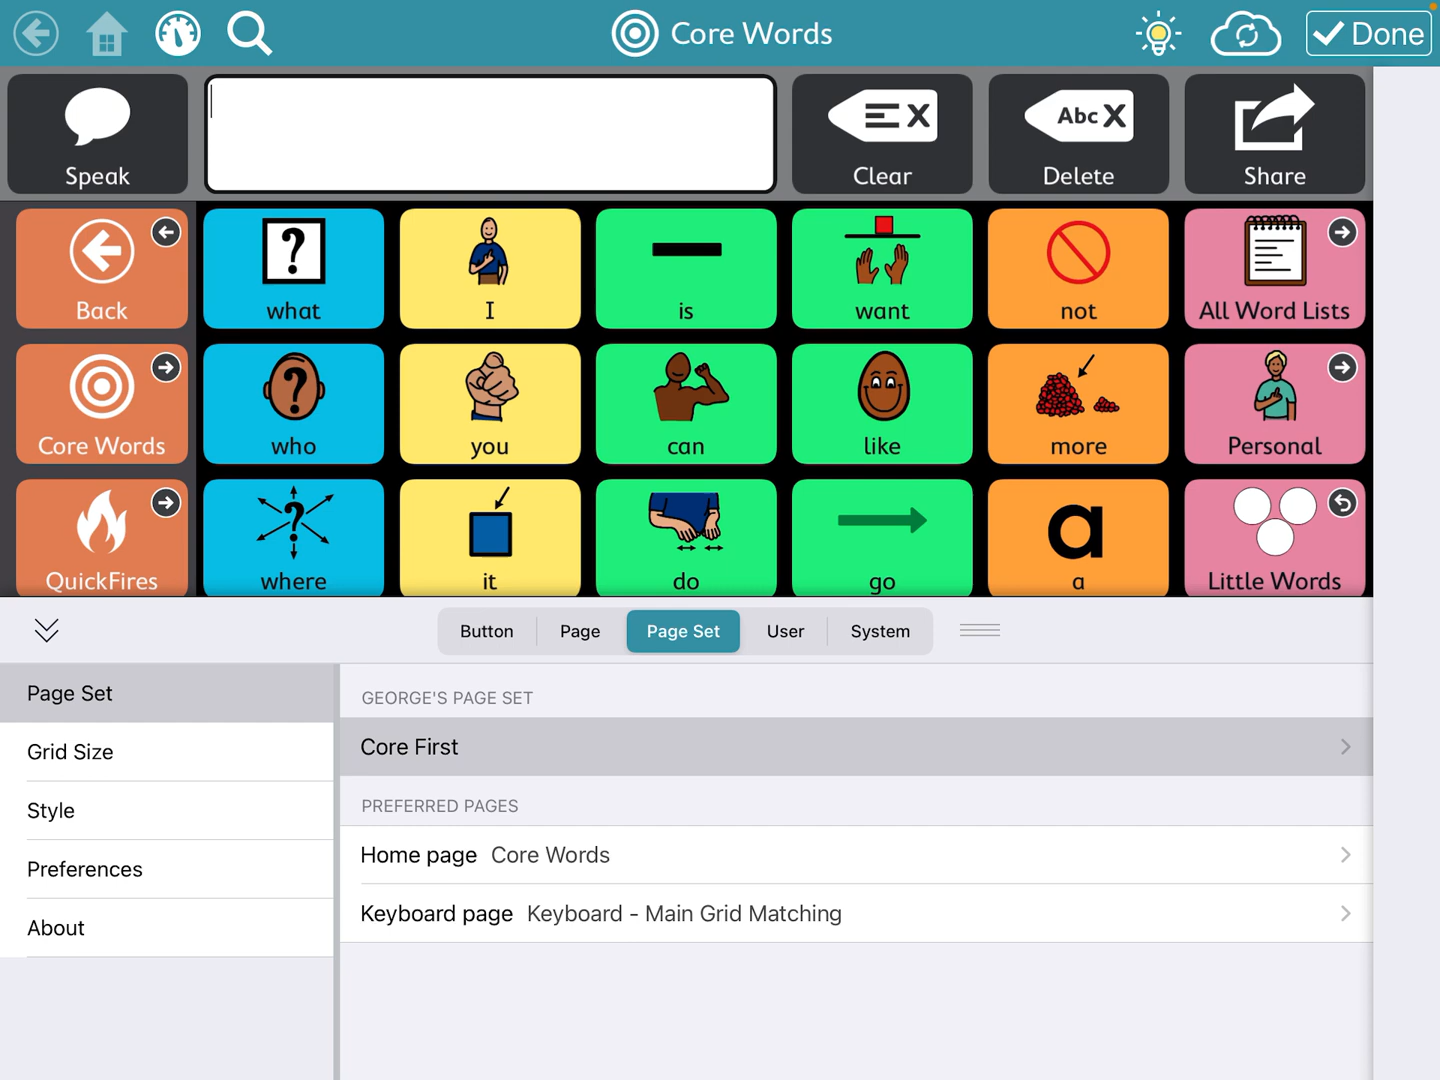 Core Words
Done
Speak
Clear
Abc X
Delete
Share
Back
?
what
I
is
want
not
All Word Lists
Core Words
?
who
you
can
like
more
Personal
QuickFires
?
where
it
do
go
a
a
Little Words
Button
Page
Page Set
User
System
Page Set
GEORGE'S PAGE SET
Grid Size
Core First
Style
PREFERRED PAGES
Preferences
Home page Core Words
About
Keyboard page Keyboard - Main Grid Matching